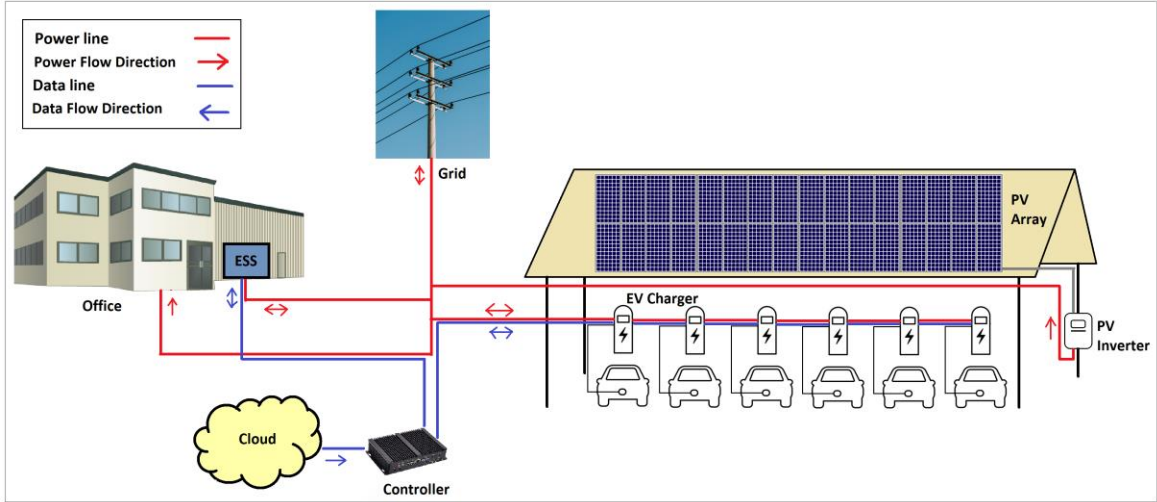 Power line
Power Flow Direction
Data line
Data Flow Direction
Grid
ESS
Office
PV
Array
EV Charger
PV
Inverter
Cloud
Controller